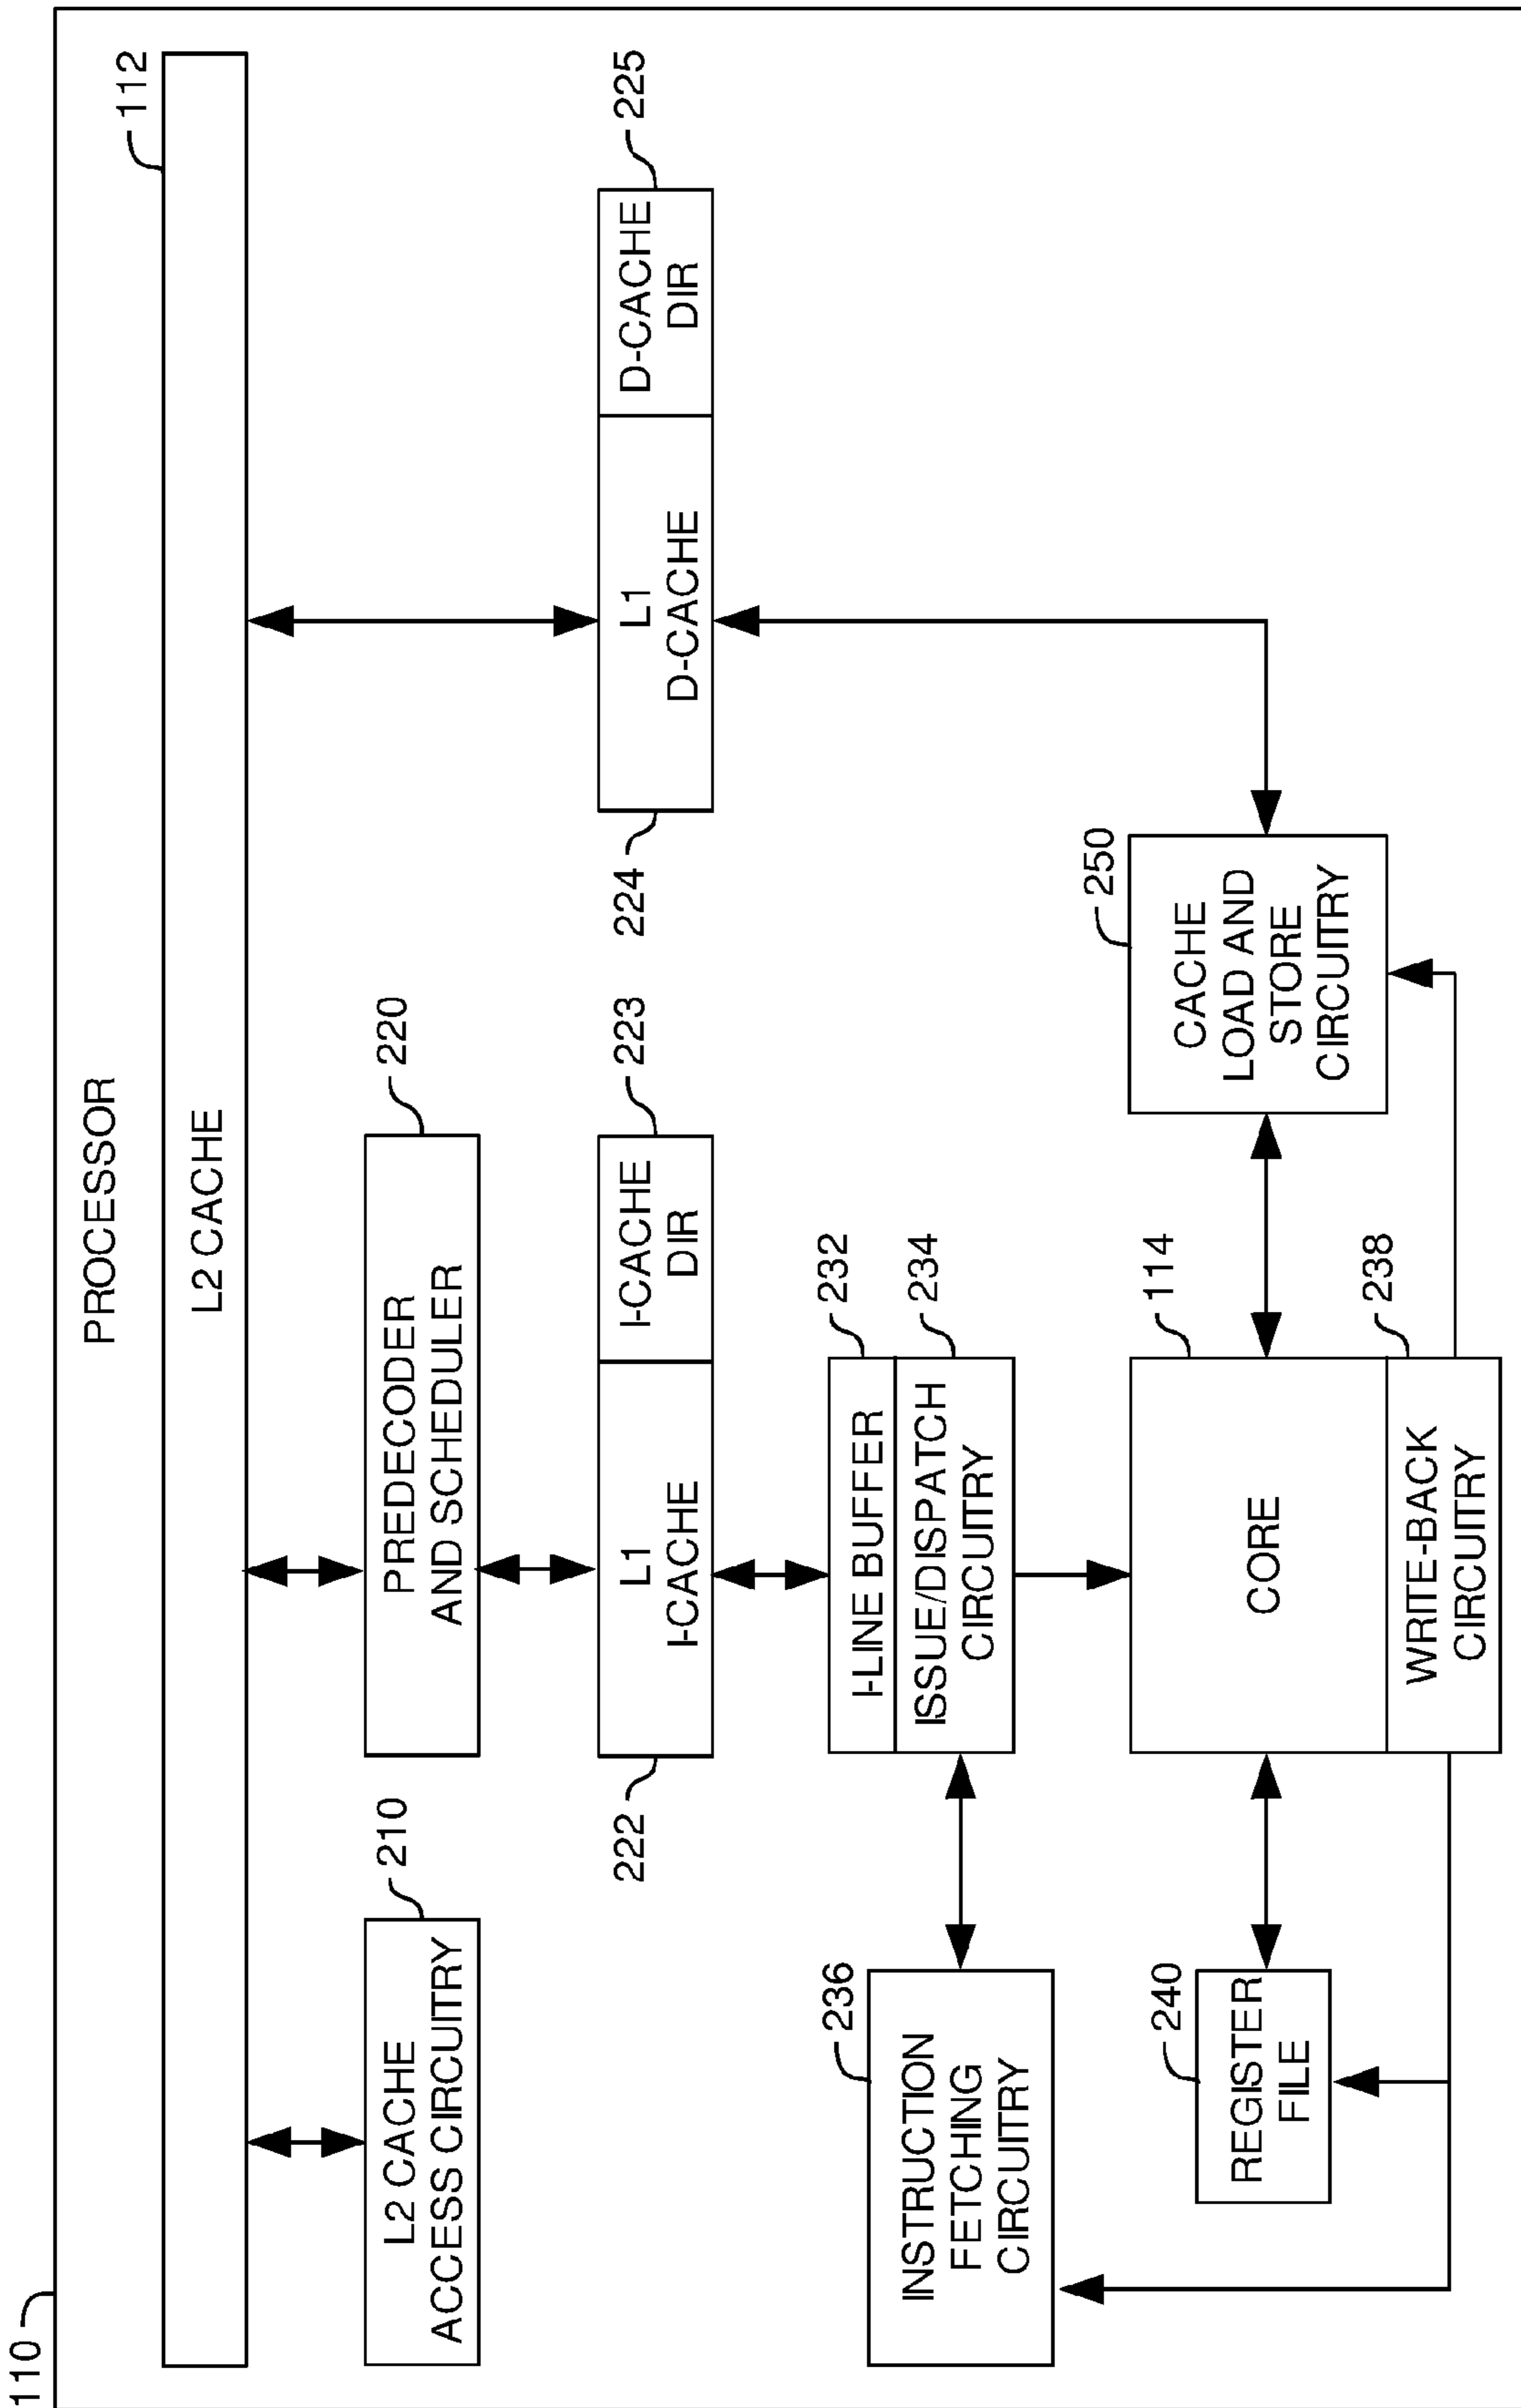 110
PROCESSOR
112
L2 CACHE
L2 CACHE
ACCESS CIRCUITRY
210
PREDECODER
AND SCHEDULER
220
222
L1
I-CACHE
I-CACHE
DIR
223
224
L1
D-CACHE
D-CACHE
DIR
225
236
INSTRUCTION
FETCHING
CIRCUITRY
I-LINE BUFFER
232
ISSUE/DISPATCH
CIRCUITRY
234
240
REGISTER
FILE
CORE
114
WRITE-BACK
CIRCUITRY
238
250
CACHE
LOAD AND
STORE
CIRCUITRY